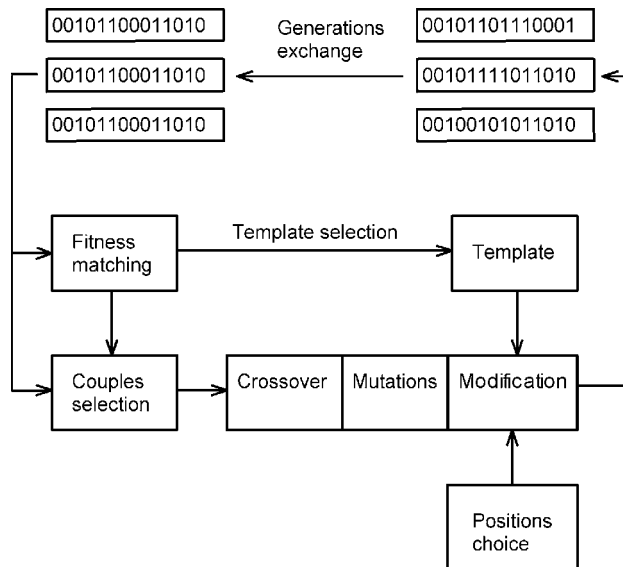 00101100011010
Generations
exchange
00101101110001
00101100011010
00101111011010
00101100011010
00100101011010
Fitness
matching
Template selection
Template
Couples
selection
Crossover
Mutations
Modification
Positions
choice